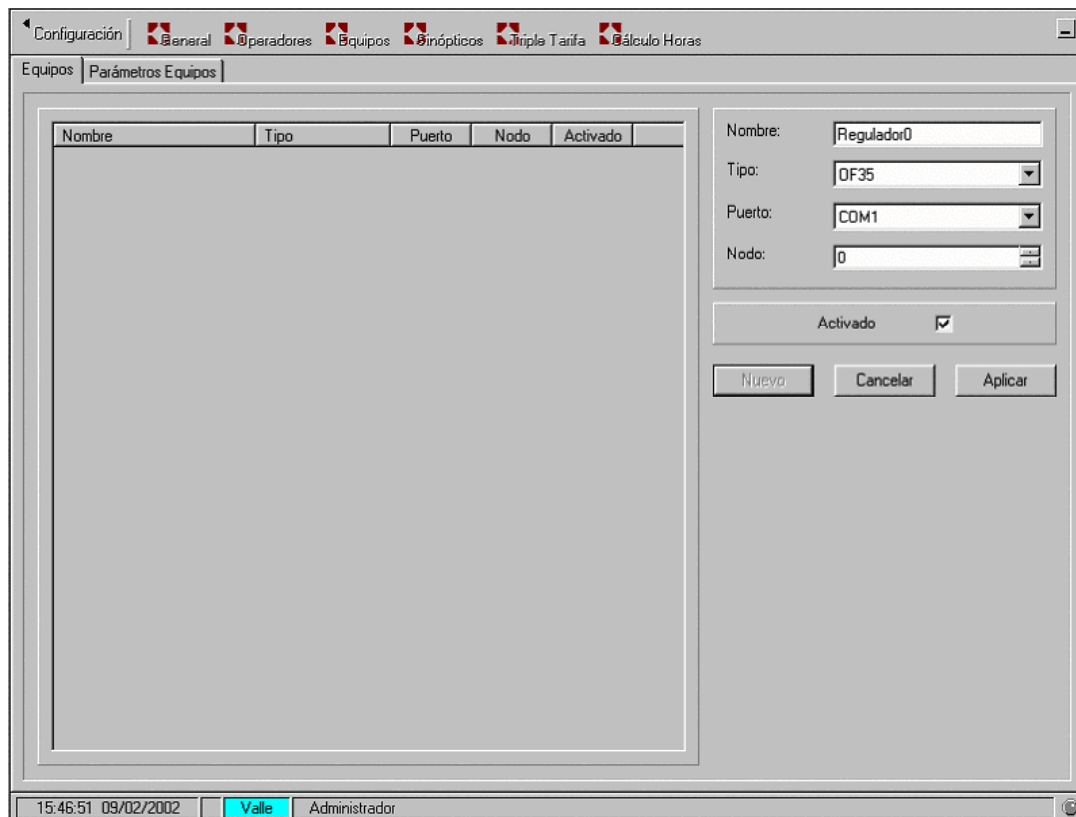 Configuración General Operadores Equipos Sinópticos Triple Tarifa Cálculo Horas
Equipos Parámetros Equipos
Nombre Tipo Puerto Nodo Activado
Nombre: Regulador0
Tipo: OF35
Puerto: COM1
Nodo: 0
Activado
Nuevo Cancelar Aplicar
15:46:51 09/02/2002 Valle Administrador